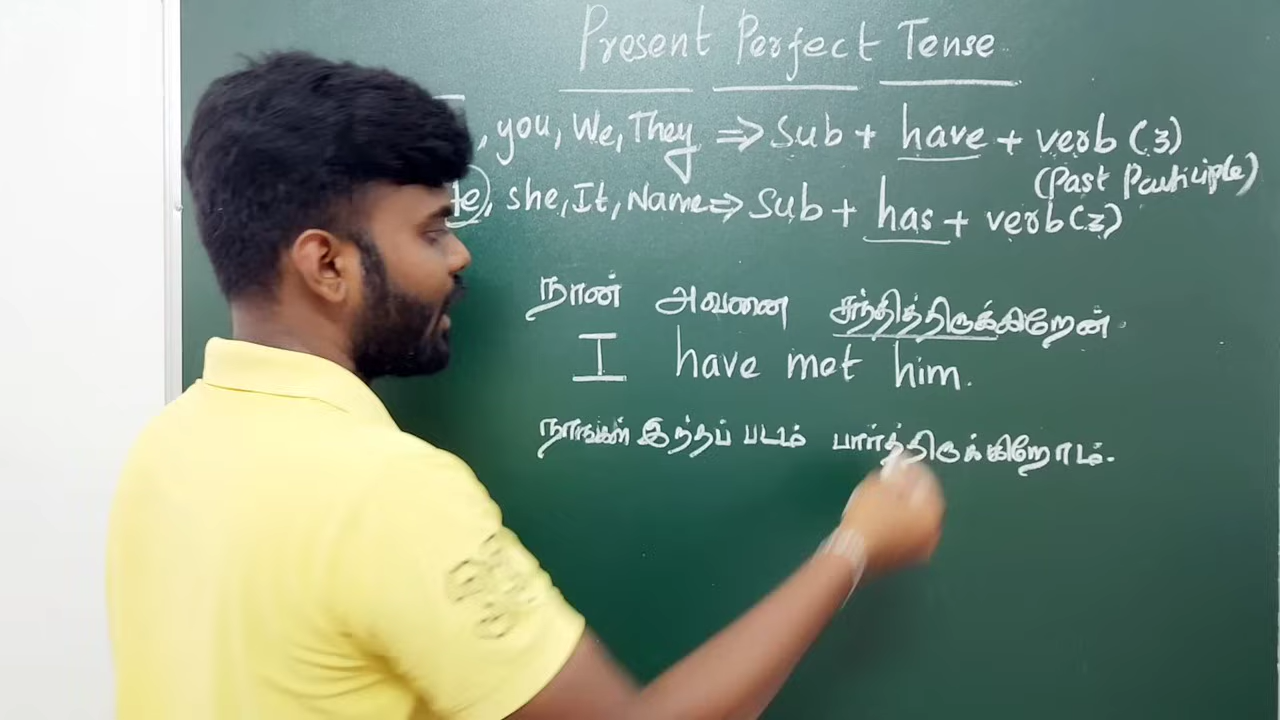 Present Perfect Tense
, you, We, They ⇒ Sub + have + verb (3)
(Past Participle)
, she, It, Name ⇒ Sub + has + verb (3)
நான் அவனை சந்தித்திருக்கிறேன்.
I have met him.
நாங்கள் இந்தப் படம் பார்த்திருக்கிறோம்.